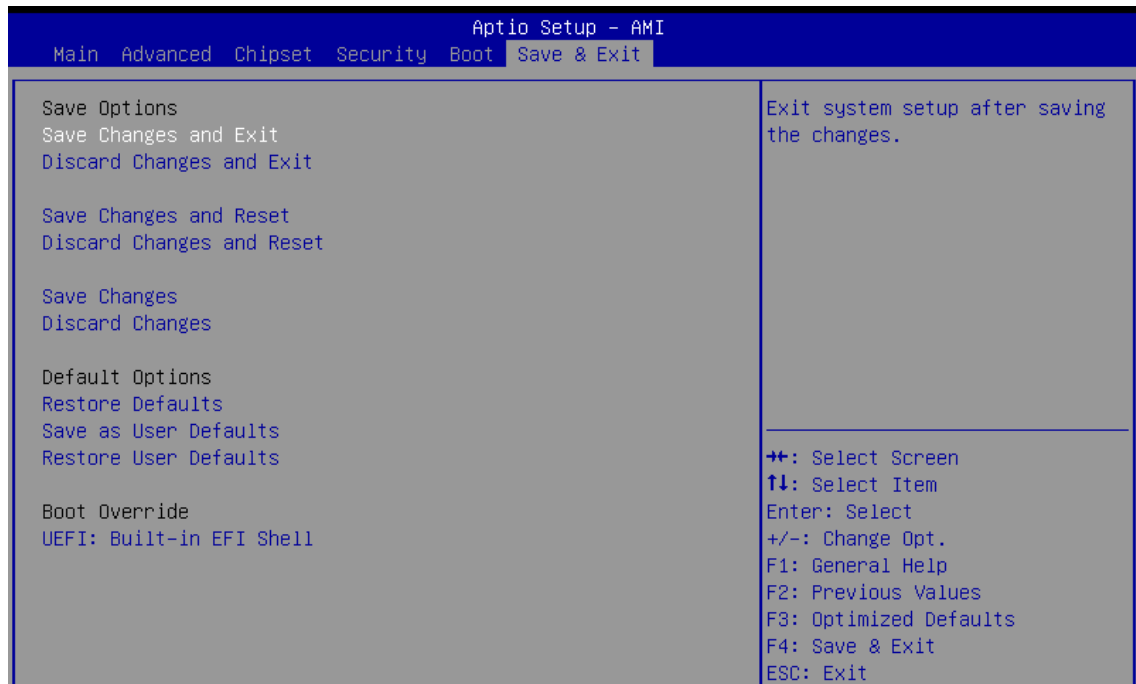 Aptio Setup - AMI
Main Advanced Chipset Security Boot Save & Exit
Save Options
Save Changes and Exit
Discard Changes and Exit
Save Changes and Reset
Discard Changes and Reset
Save Changes
Discard Changes
Default Options
Restore Defaults
Save as User Defaults
Restore User Defaults
Boot Override
UEFI: Built-in EFI Shell
Exit system setup after saving
the changes.
→←: Select Screen
↑↓: Select Item
Enter: Select
+/-: Change Opt.
F1: General Help
F2: Previous Values
F3: Optimized Defaults
F4: Save & Exit
ESC: Exit